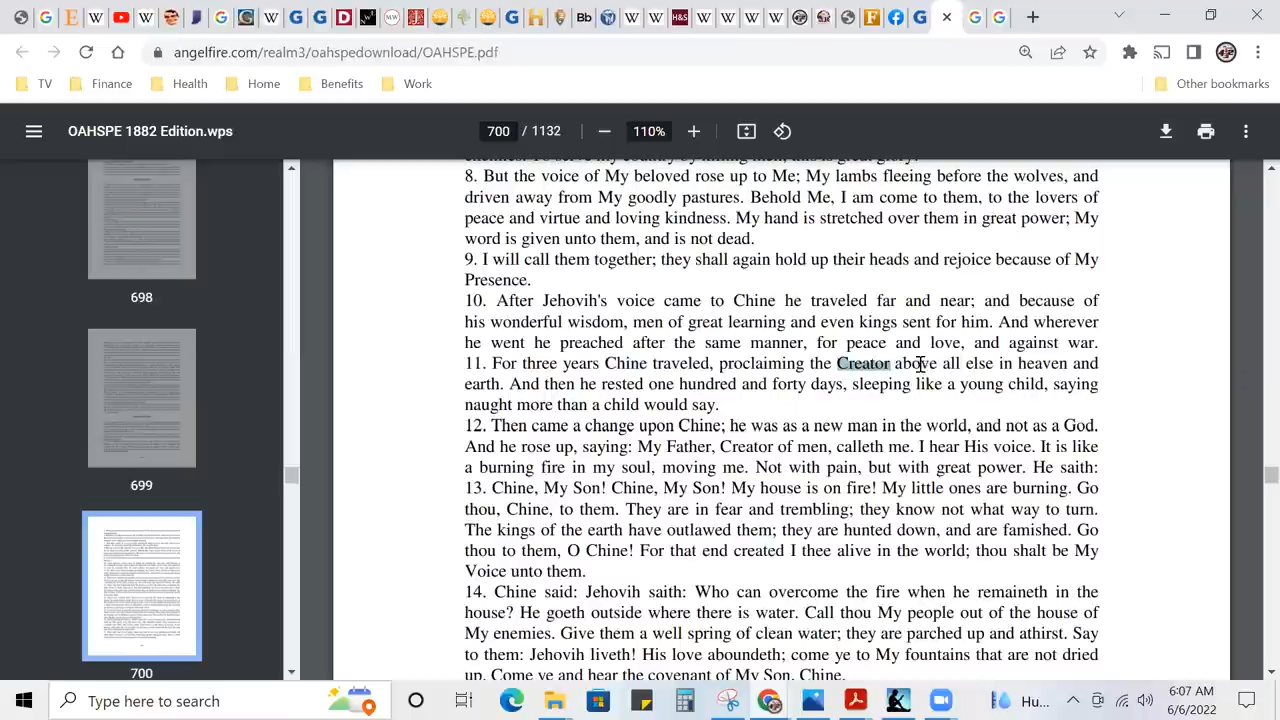 angelfire.com/realm3/oahspedownload/OAHSPE.pdf
TV Finance Health Home Benefits Work Other bookmarks
OAHSPE 1882 Edition.wps 700 / 1132 110%
8. But the voice of My beloved rose up to Me; My lambs fleeing before the wolves, and
driven away from My goodly pastures. Behold Me, I am come to them, to the lovers of
peace and virtue and loving kindness. My hand is stretched over them in great power; My
word is given unto them, and is not dead.
9. I will call them together; they shall again hold up their heads and rejoice because of My
Presence.
10. After Jehovih's voice came to Chine he traveled far and near; and because of
his wonderful wisdom, men of great learning and even kings sent for him. And wherever
he went he preached after the same manner, for peace and love, and against war.
11. For three years Chine traveled, proclaiming the Creator above all else in heaven and
earth. And then he rested one hundred and forty days, sleeping like a young child, saying
naught more than a child would say.
12. Then came a change upon Chine; he was as a new man in the world, and not as a God.
And he rose up, saying: My Father, Creator of men, calleth me. I hear His voice. It is like
a burning fire in my soul, moving me. Not with pain, but with great power. He saith:
13. Chine, My Son! Chine, My Son! My house is on fire! My little ones are burning. Go
thou, Chine, to them. They are in fear and trembling; they know not what way to turn.
The kings of the earth have outlawed them; they are hunted down, and are famished. Go
thou to them, O Chine! For that end created I thee alive in the world; thou shalt be My
Voice unto them.
14. Chine said: Jehovih saith: Who can overcome the fire when he remaineth in the
house? He goeth outside where there is water. Call thou My people out of the house of
My enemies. Give them a well spring of clean water; they are parched up and athirst. Say
to them: Jehovih liveth! His love aboundeth; come ye to My fountains that are not dried
up. Come ye and hear the covenant of My Son, Chine,
698
699
700
Type here to search
Hu...
6:07 AM
6/6/2022